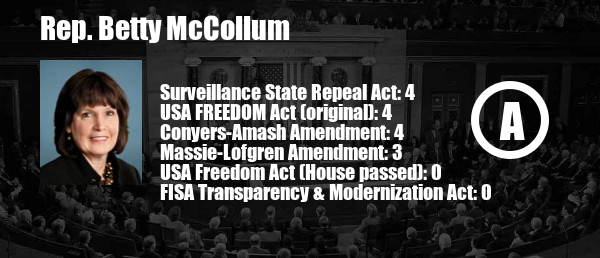 Rep. Betty McCollum
Surveillance State Repeal Act: 4
USA FREEDOM Act (original): 4
Conyers-Amash Amendment: 4
Massie-Lofgren Amendment: 3
USA Freedom Act (House passed): 0
FISA Transparency & Modernization Act: 0
A